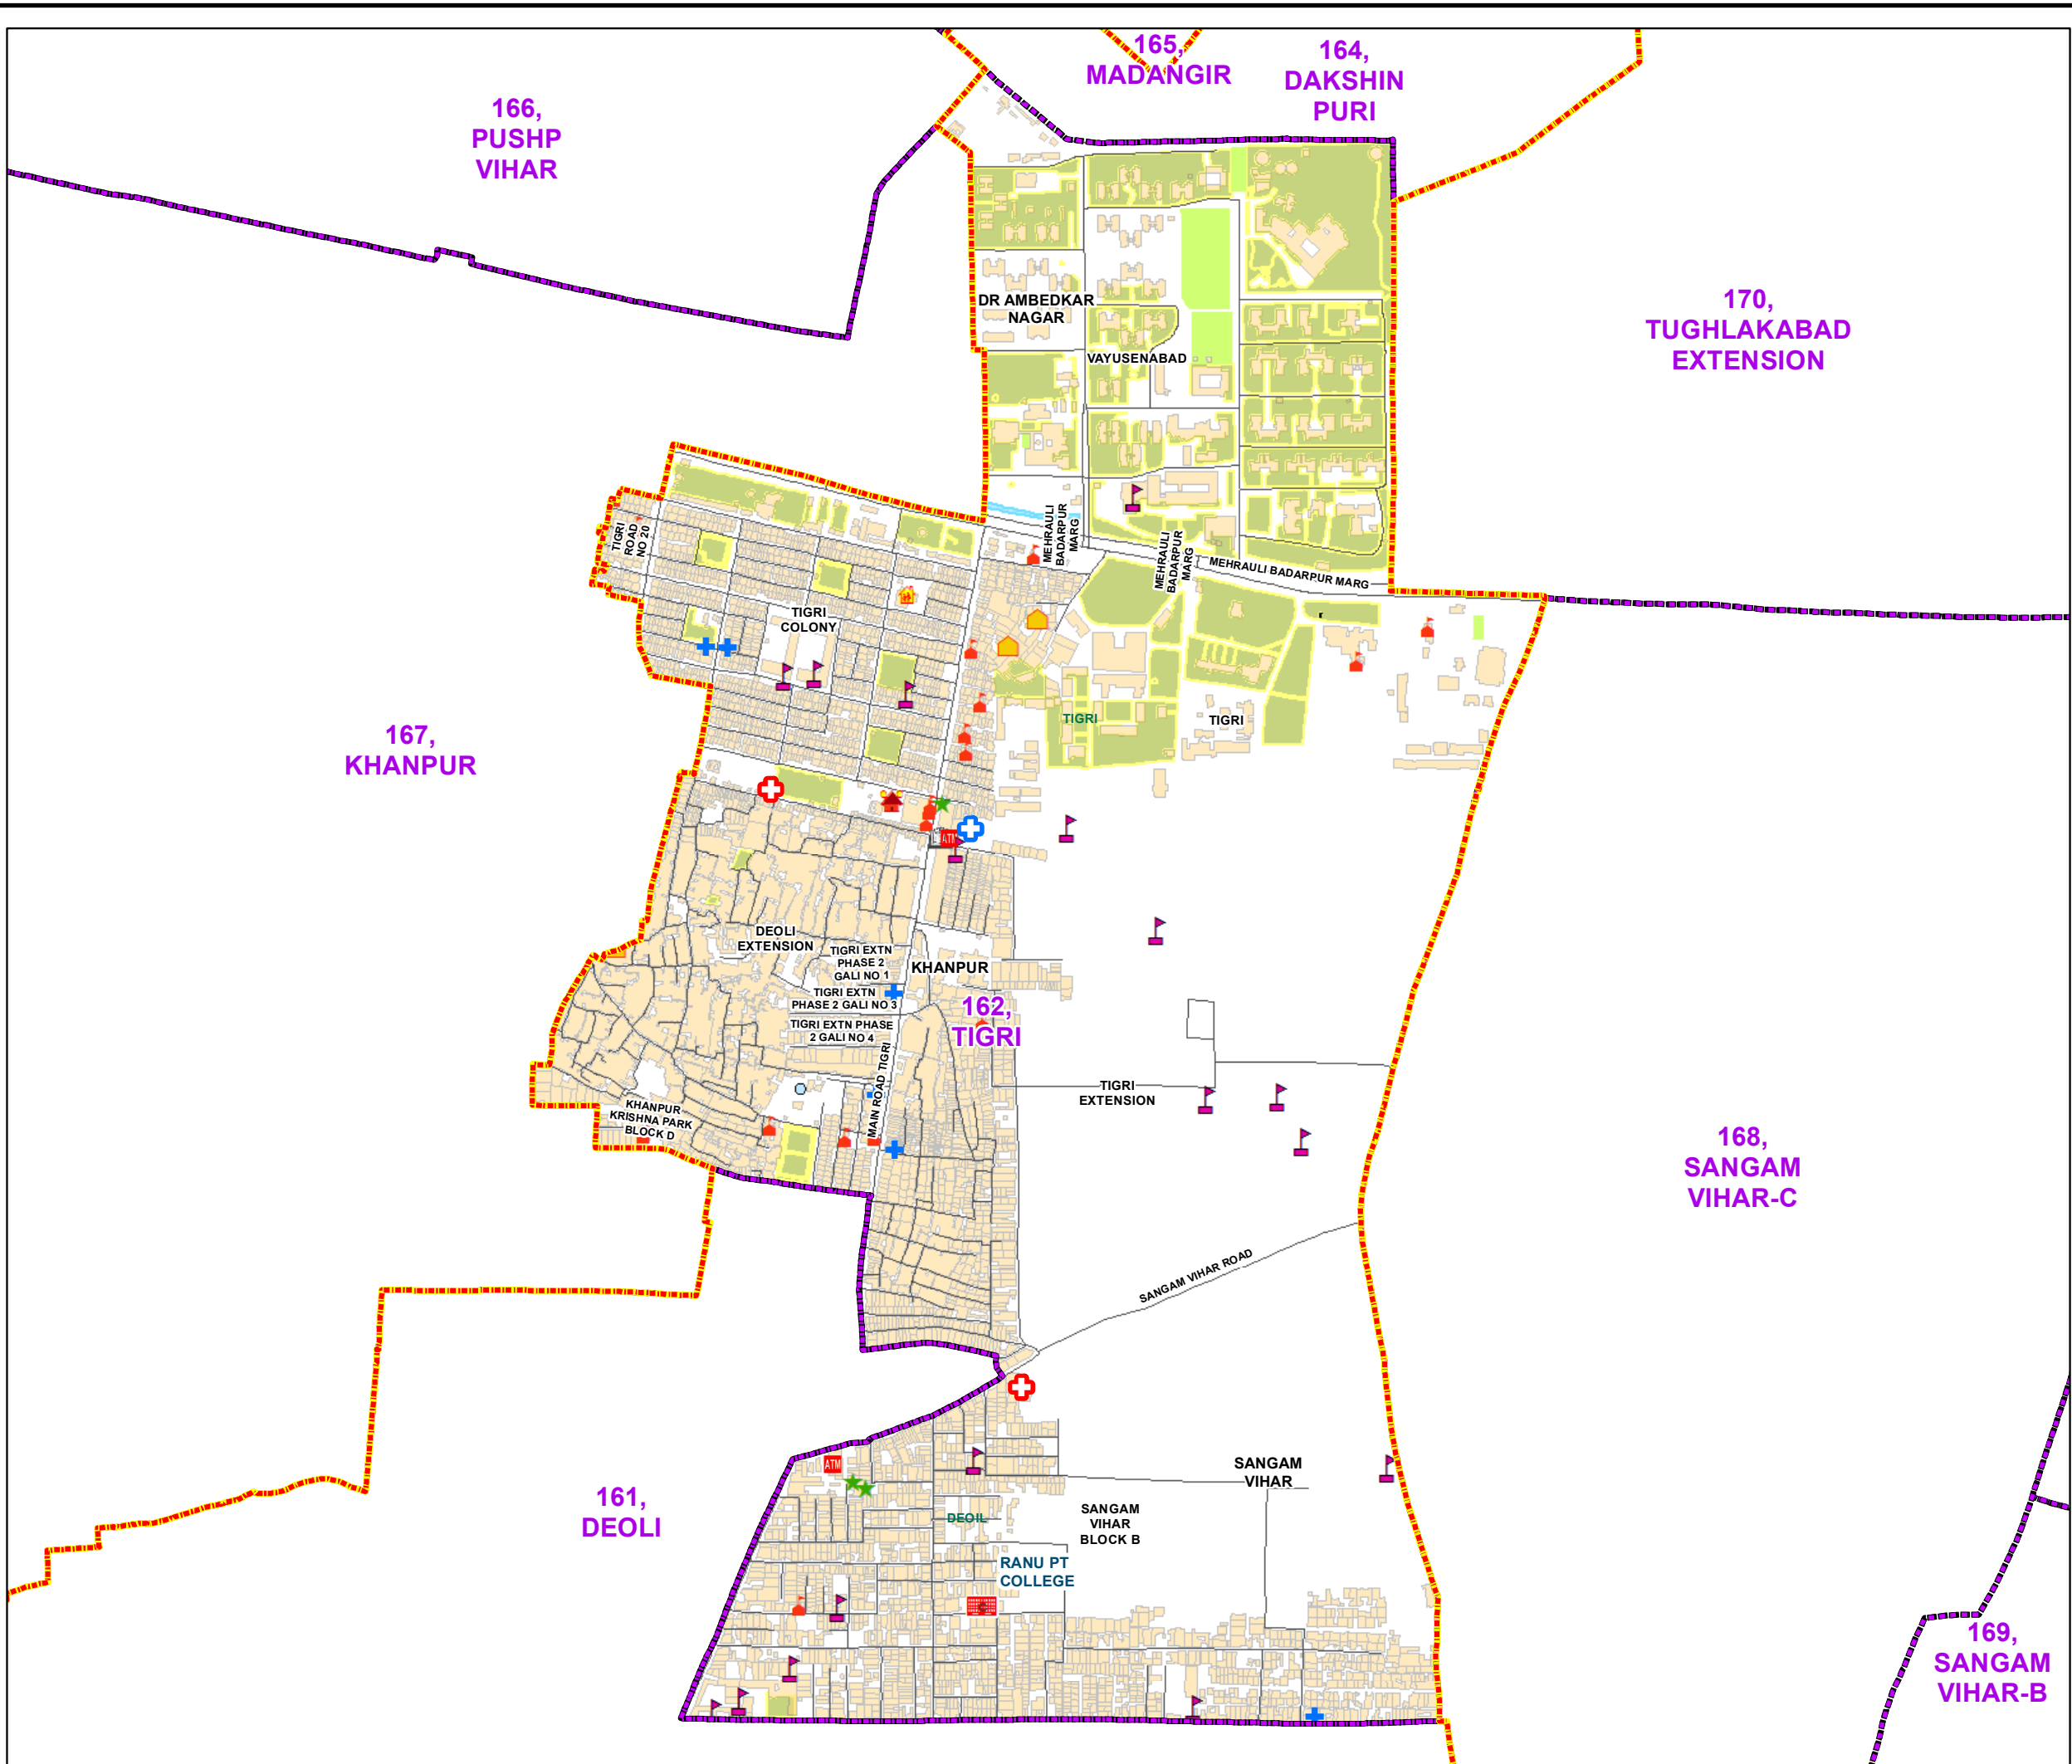 165,
MADANGIR
164,
DAKSHIN
PURI
166,
PUSHP
VIHAR
DR AMBEDKAR
NAGAR
170,
TUGHLAKABAD
EXTENSION
VAYUSENABAD
TIGRI
ROAD
NO 20
MEHRAULI
BADARPUR
MARG
MEHRAULI
BADARPUR
MARG
MEHRAULI BADARPUR MARG
TIGRI
COLONY
TIGRI
TIGRI
167,
KHANPUR
ATM
DEOLI
EXTENSION
TIGRI EXTN
PHASE 2
GALI NO 1
KHANPUR
TIGRI EXTN
PHASE 2 GALI NO 3
162,
TIGRI
TIGRI EXTN PHASE
2 GALI NO 4
MAIN ROAD TIGRI
TIGRI
EXTENSION
KHANPUR
KRISHNA PARK
BLOCK D
168,
SANGAM
VIHAR-C
SANGAM VIHAR ROAD
ATM
SANGAM
VIHAR
161,
DEOLI
DEOIL
SANGAM
VIHAR
BLOCK B
RANU PT
COLLEGE
169,
SANGAM
VIHAR-B